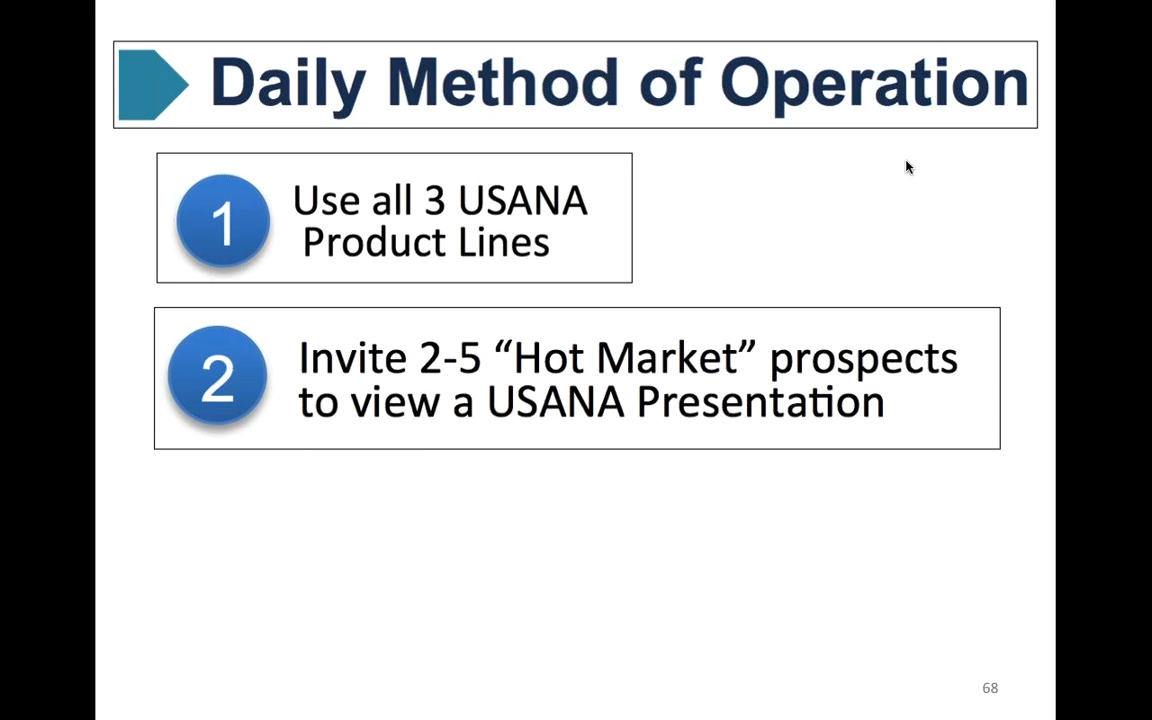 Daily Method of Operation
1
Use all 3 USANA
Product Lines
2
Invite 2-5 “Hot Market” prospects
to view a USANA Presentation
68